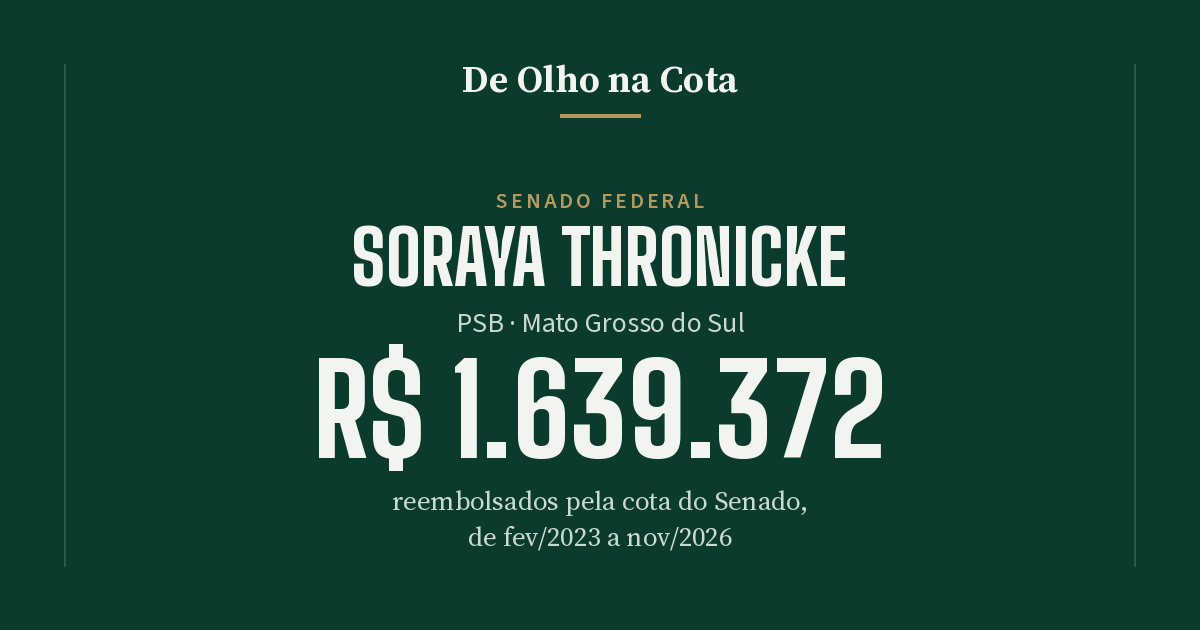 De Olho na Cota
SENADO FEDERAL
SORAYA THRONICKE
PSB · Mato Grosso do Sul
R$ 1.639.372
reembolsados pela cota do Senado,
de fev/2023 a nov/2026